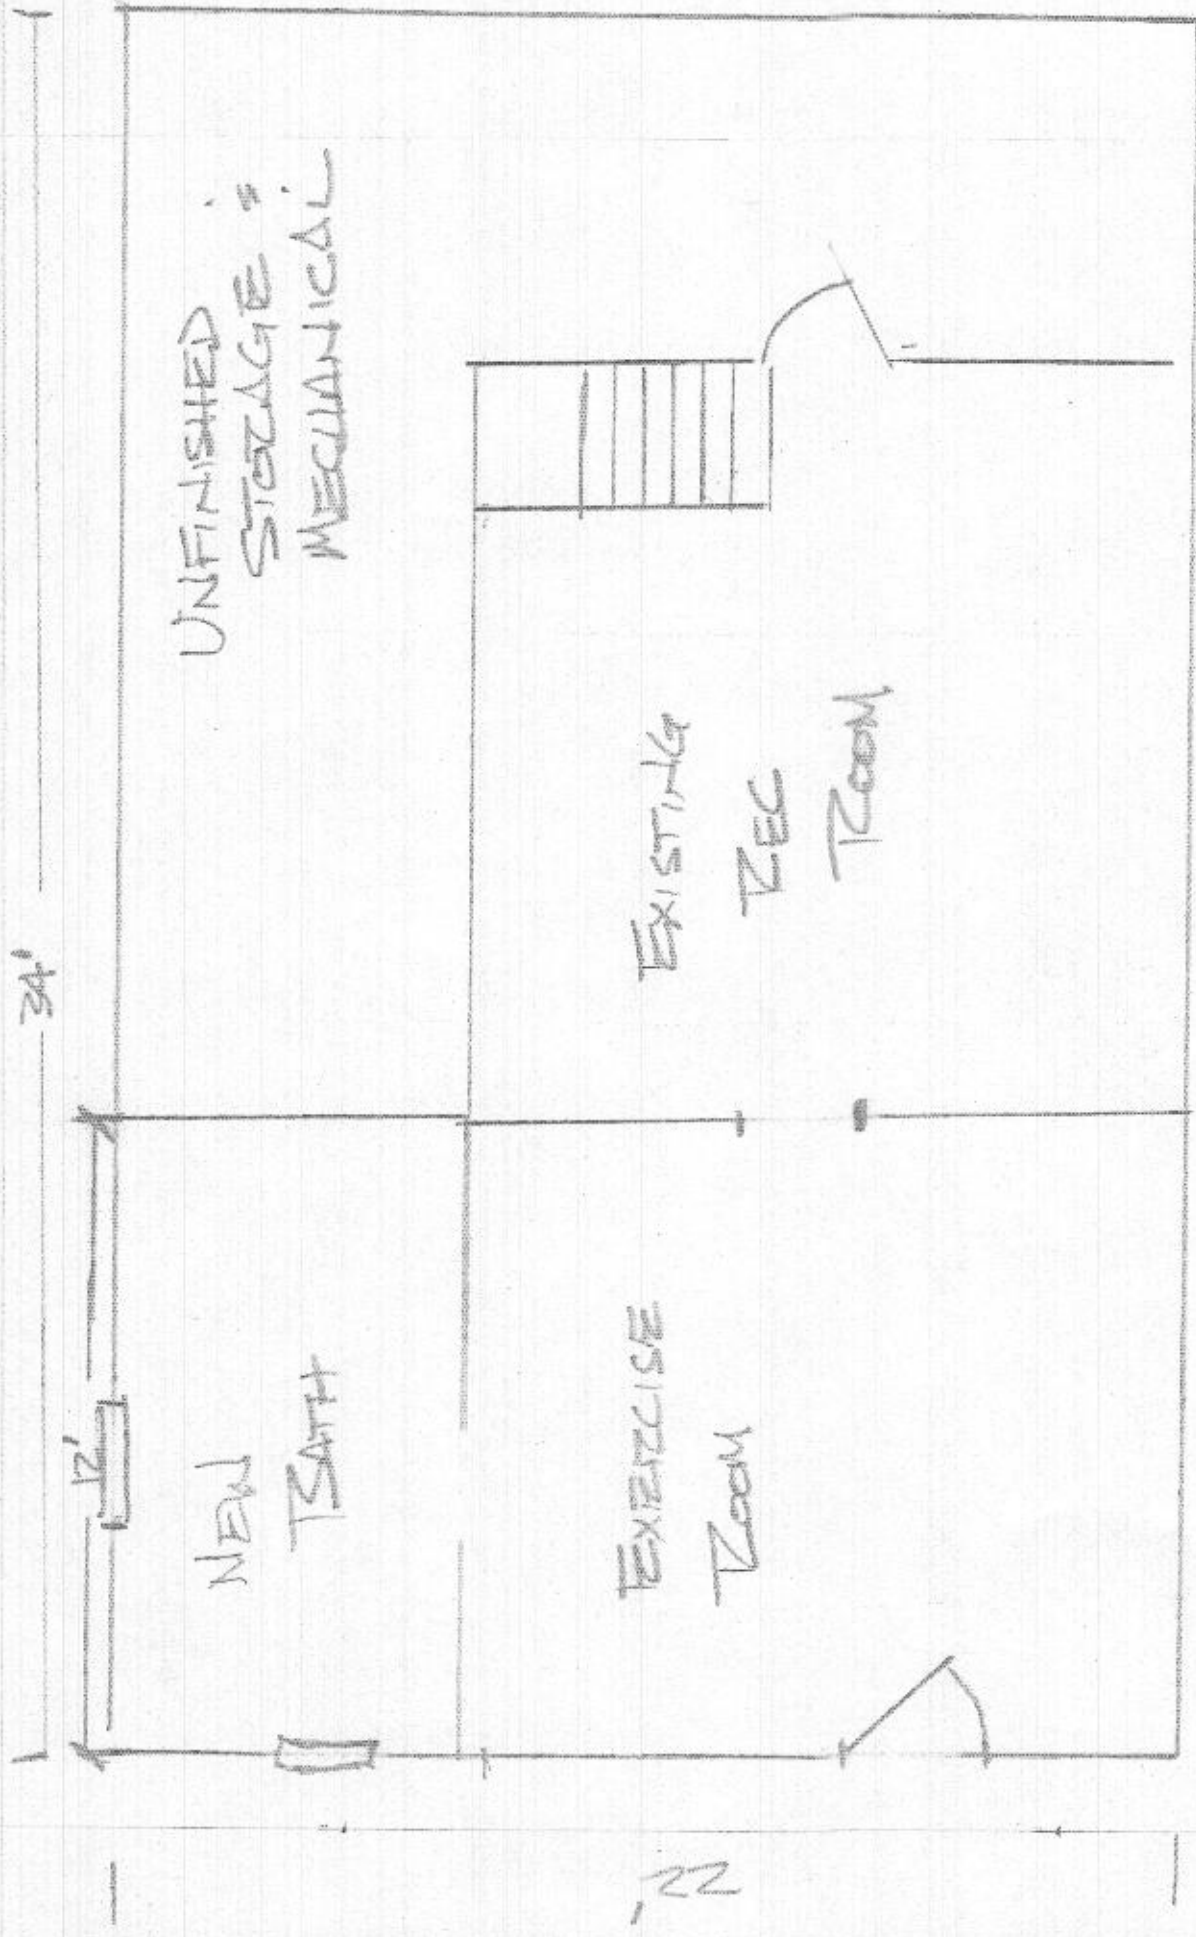 34'
12'
UNFINISHED
STORAGE &
MECHANICAL
NEW
BATH
EXISTING
REC
ROOM
EXERCISE
ROOM
22'